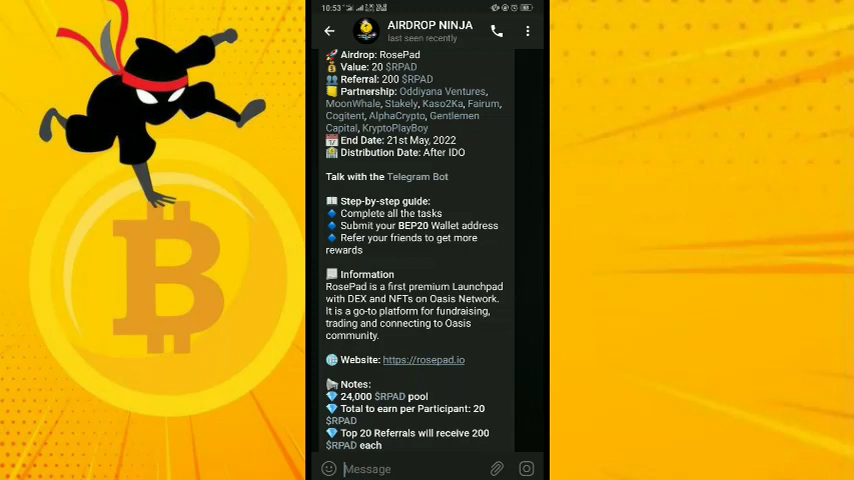 10:53
AIRDROP NINJA
last seen recently
🚀 Airdrop: RosePad
💰 Value: 20 $RPAD
👥 Referral: 200 $RPAD
📒 Partnership: Oddiyana Ventures,
MoonWhale, Stakely, Kaso2Ka, Fairum,
Cogitent, AlphaCrypto, Gentlemen
Capital, KryptoPlayBoy
📅 End Date: 21st May, 2022
🏦 Distribution Date: After IDO
Talk with the Telegram Bot
📖 Step-by-step guide:
🔹 Complete all the tasks
🔹 Submit your BEP20 Wallet address
🔹 Refer your friends to get more
rewards
📃 Information
RosePad is a first premium Launchpad
with DEX and NFTs on Oasis Network.
It is a go-to platform for fundraising,
trading and connecting to Oasis
community.
🌐 Website: https://rosepad.io
📢 Notes:
💎 24,000 $RPAD pool
💎 Total to earn per Participant: 20
$RPAD
💎 Top 20 Referrals will receive 200
$RPAD each
Message